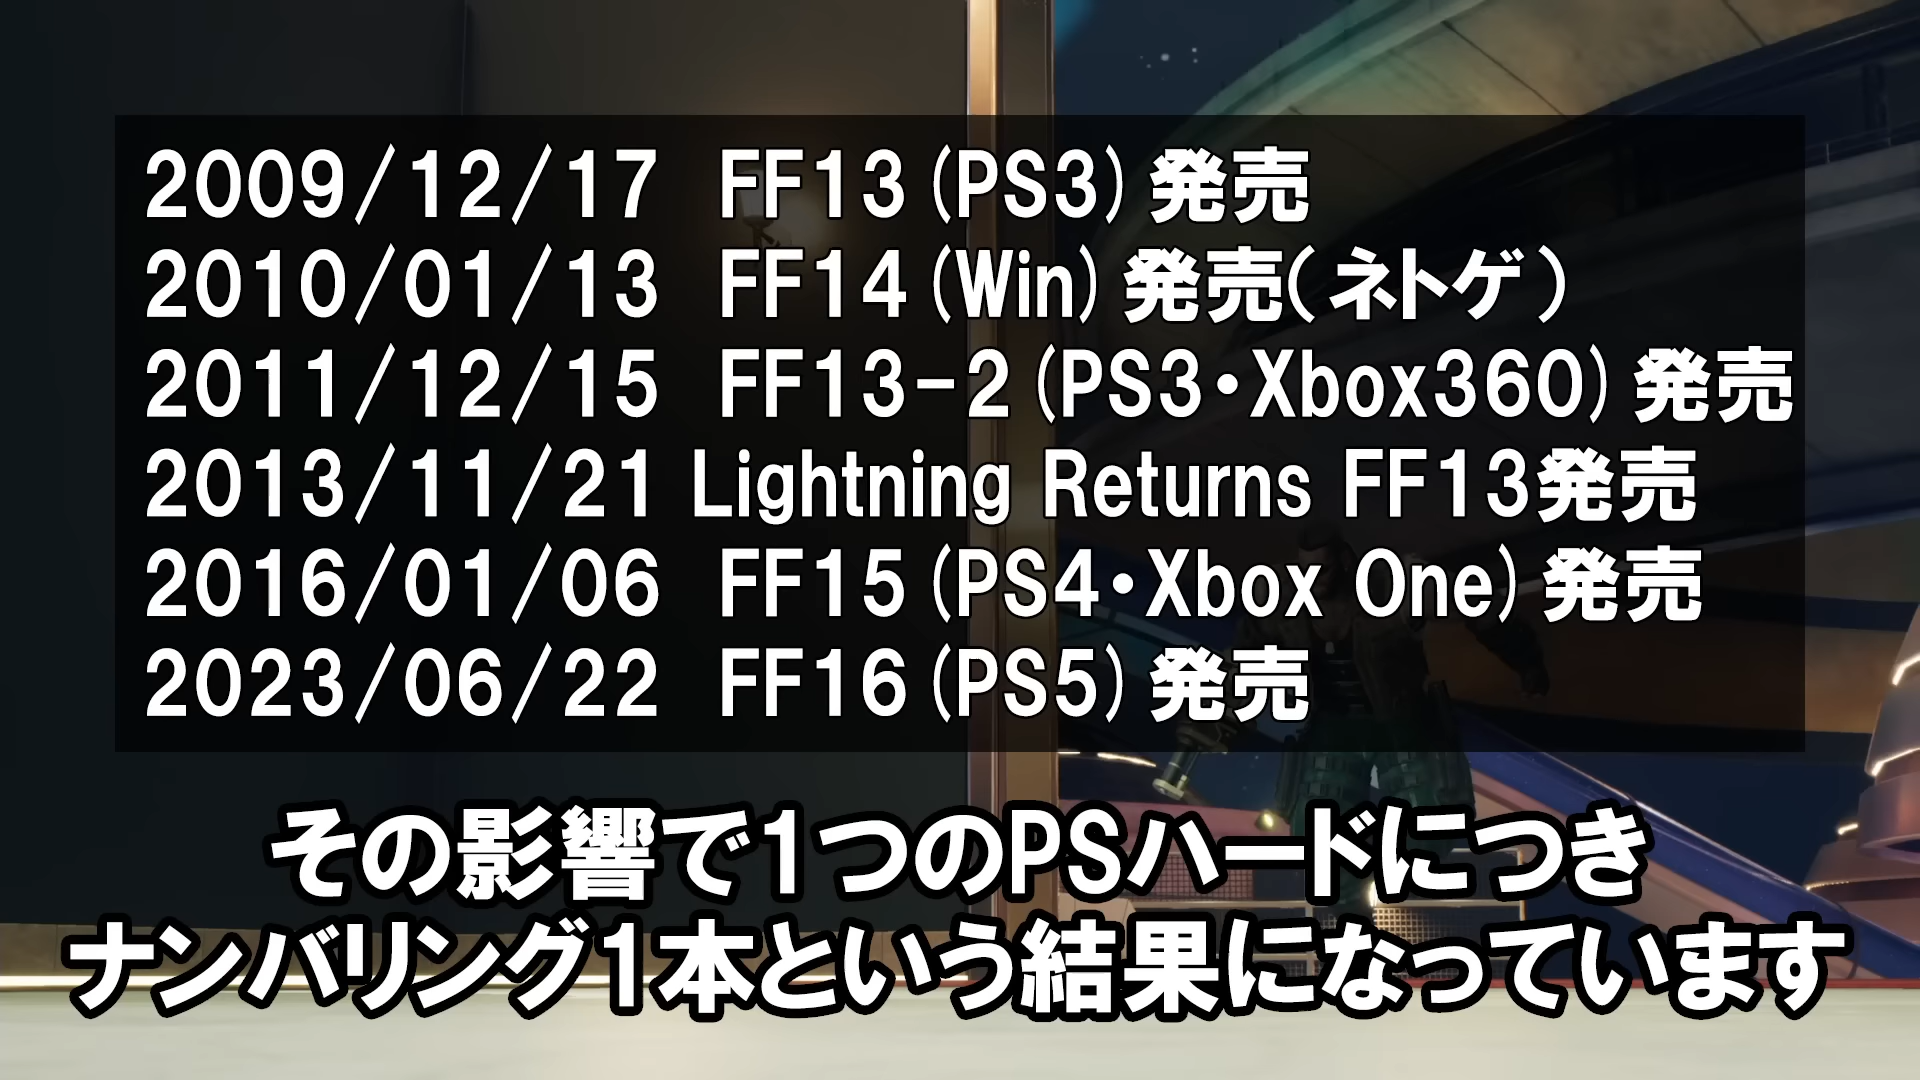 2009/12/17 FF13(PS3)発売
2010/01/13 FF14(Win)発売(ネトゲ)
2011/12/15 FF13-2(PS3・Xbox360)発売
2013/11/21 Lightning Returns FF13発売
2016/01/06 FF15(PS4・Xbox One)発売
2023/06/22 FF16(PS5)発売
その影響で1つのPSハードにつき
ナンバリング1本という結果になっています